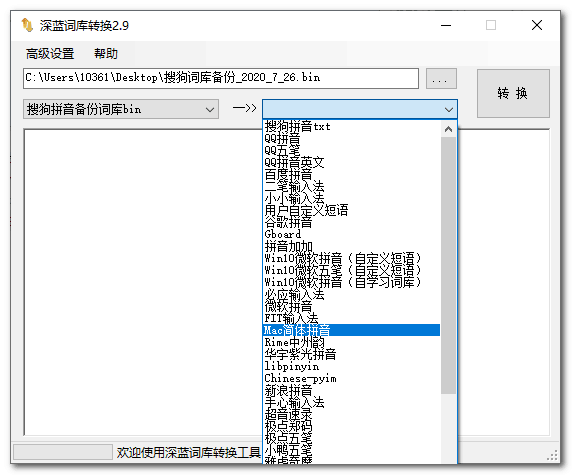 深蓝词库转换2.9
高级设置 帮助
C:\Users\10361\Desktop\搜狗词库备份_2020_7_26.bin
...
转 换
搜狗拼音备份词库bin
—>>
搜狗拼音txt
QQ拼音
QQ五笔
QQ拼音英文
百度拼音
二笔输入法
小小输入法
用户自定义短语
谷歌拼音
Gboard
拼音加加
Win10微软拼音（自定义短语）
Win10微软五笔（自定义短语）
Win10微软拼音（自学习词库）
必应输入法
微软拼音
FIT输入法
Mac简体拼音
Rime中州韵
华宇紫光拼音
libpinyin
Chinese-pyim
新浪拼音
手心输入法
超音速录
极点郑码
极点五笔
小鸭五笔
雅虎奇摩
欢迎使用深蓝词库转换工具